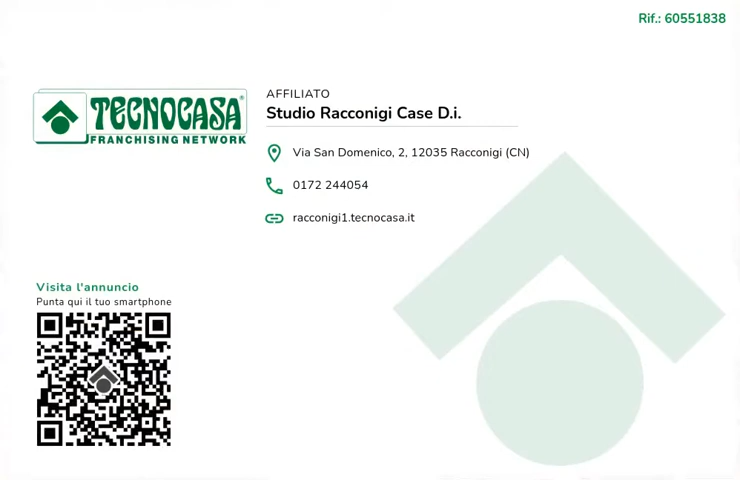 Rif.: 60551838
TECNOCASA®
FRANCHISING NETWORK
AFFILIATO
Studio Racconigi Case D.i.
Via San Domenico, 2, 12035 Racconigi (CN)
0172 244054
racconigi1.tecnocasa.it
Visita l'annuncio
Punta qui il tuo smartphone